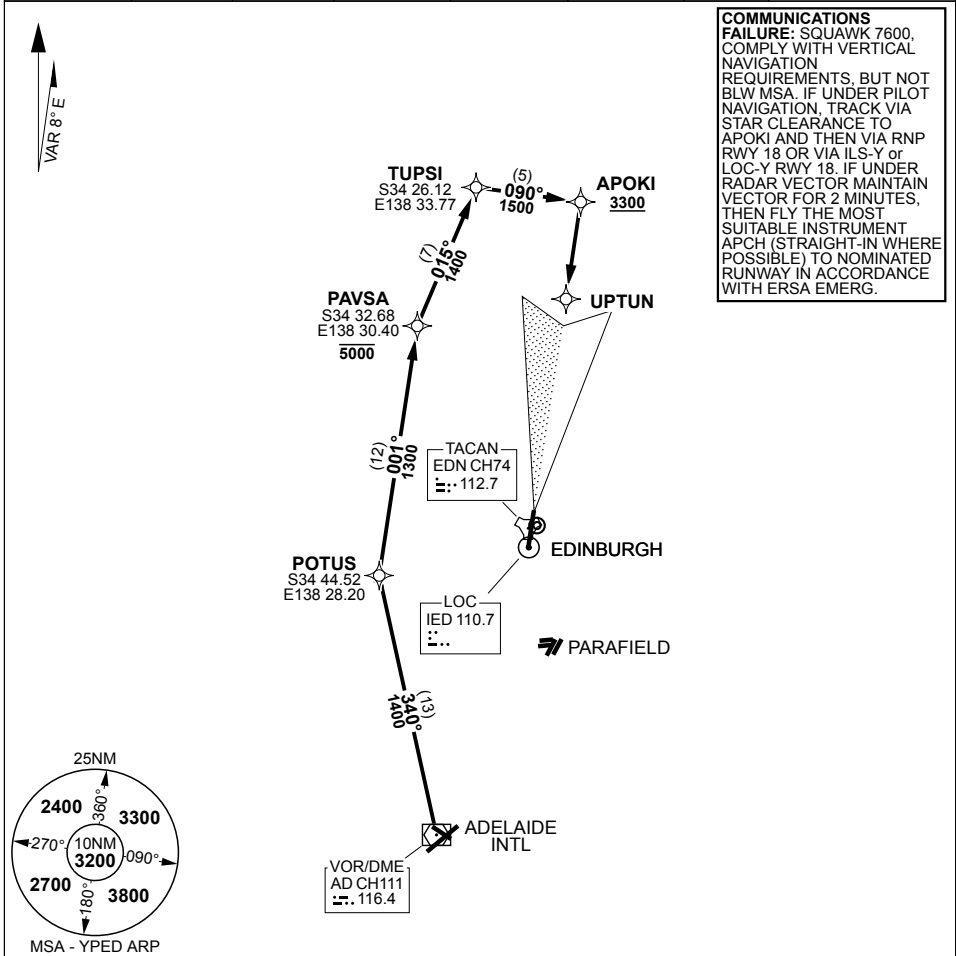 COMMUNICATIONS
FAILURE: SQUAWK 7600,
COMPLY WITH VERTICAL
NAVIGATION
REQUIREMENTS, BUT NOT
BLW MSA. IF UNDER PILOT
NAVIGATION, TRACK VIA
STAR CLEARANCE TO
APOKI AND THEN VIA RNP
RWY 18 OR VIA ILS-Y or
LOC-Y RWY 18. IF UNDER
RADAR VECTOR MAINTAIN
VECTOR FOR 2 MINUTES,
THEN FLY THE MOST
SUITABLE INSTRUMENT
APCH (STRAIGHT-IN WHERE
POSSIBLE) TO NOMINATED
RUNWAY IN ACCORDANCE
WITH ERSA EMERG.
VAR 8° E
TUPSI
S34 26.12
E138 33.77
(5)
090°
1500
APOKI
3300
(7)
015°
1400
PAVSA
S34 32.68
E138 30.40
5000
UPTUN
(12)
001°
1300
TACAN
EDN CH74
112.7
EDINBURGH
POTUS
S34 44.52
E138 28.20
LOC
IED 110.7
PARAFIELD
(13)
340°
1400
ADELAIDE
INTL
VOR/DME
AD CH111
116.4
25NM
2400
360°
3300
270°
10NM
3200
090°
2700
180°
3800
MSA - YPED ARP